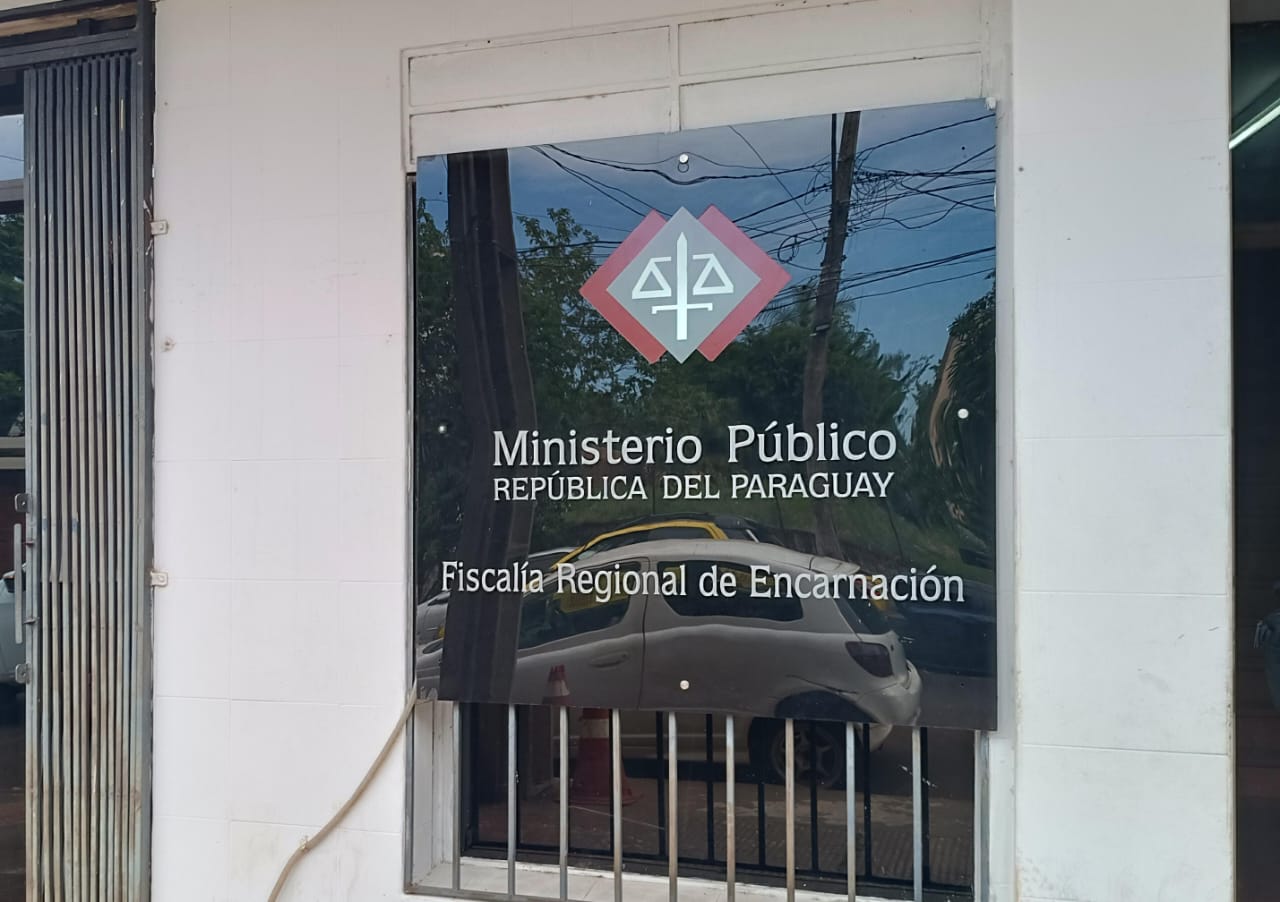 Ministerio Público
REPÚBLICA DEL PARAGUAY
Fiscalía Regional de Encarnación